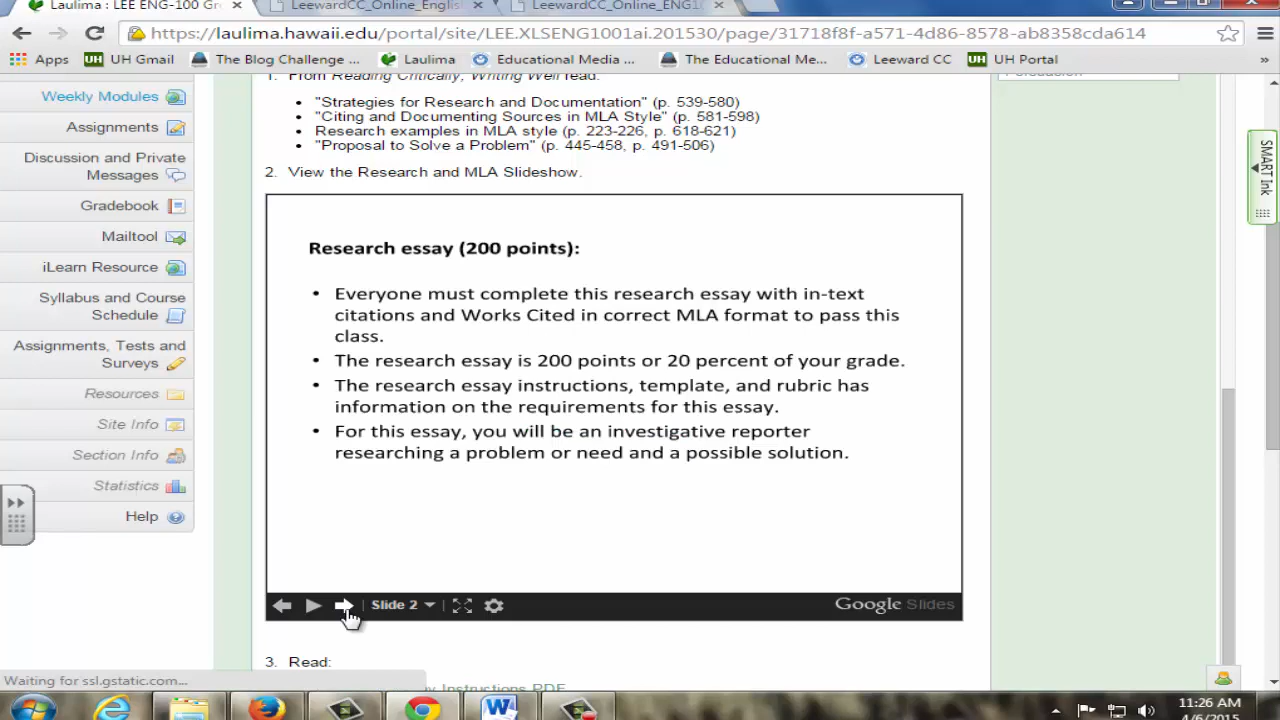 Laulima : LEE ENG-100 Gr
LeewardCC_Online_Englis
LeewardCC_Online_ENG10
https://laulima.hawaii.edu/portal/site/LEE.XLSENG1001ai.201530/page/31718f8f-a571-4d86-8578-ab8358cda614
Apps UH Gmail The Blog Challenge ... Laulima Educational Media ... The Educational Me... Leeward CC UH Portal »
Weekly Modules
Assignments
Discussion and Private
Messages
Gradebook
Mailtool
iLearn Resource
Syllabus and Course
Schedule
Assignments, Tests and
Surveys
Resources
Site Info
Section Info
Statistics
Help
1. From Reading Critically, Writing Well read:
• "Strategies for Research and Documentation" (p. 539-580)
• "Citing and Documenting Sources in MLA Style" (p. 581-598)
• Research examples in MLA style (p. 223-226, p. 618-621)
• "Proposal to Solve a Problem" (p. 445-458, p. 491-506)
2. View the Research and MLA Slideshow.
Research essay (200 points):
• Everyone must complete this research essay with in-text
citations and Works Cited in correct MLA format to pass this
class.
• The research essay is 200 points or 20 percent of your grade.
• The research essay instructions, template, and rubric has
information on the requirements for this essay.
• For this essay, you will be an investigative reporter
researching a problem or need and a possible solution.
Slide 2
Google Slides
3. Read:
Instructions PDF
SMART Ink
Waiting for ssl.gstatic.com...
11:26 AM
4/6/2015